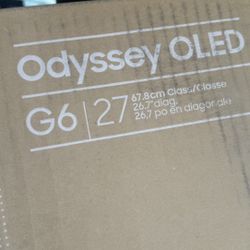 Odyssey OLED
G6 27
67.8cm Class/Classe
26.7" diag.
26,7 po en diagonale